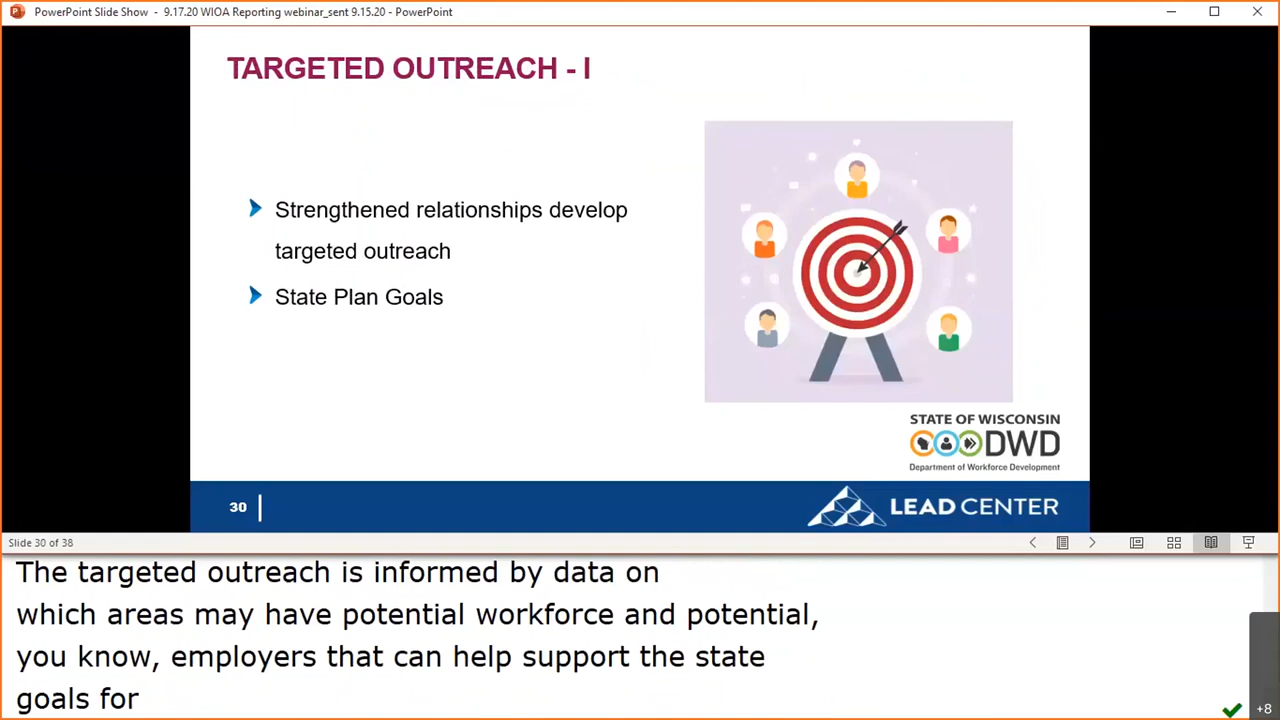 PowerPoint Slide Show - 9.17.20 WIOA Reporting webinar_sent 9.15.20 - PowerPoint
TARGETED OUTREACH - I
Strengthened relationships develop
targeted outreach
State Plan Goals
STATE OF WISCONSIN
DWD
Department of Workforce Development
30
LEAD CENTER
Slide 30 of 38
The targeted outreach is informed by data on
which areas may have potential workforce and potential,
you know, employers that can help support the state
goals for
+8